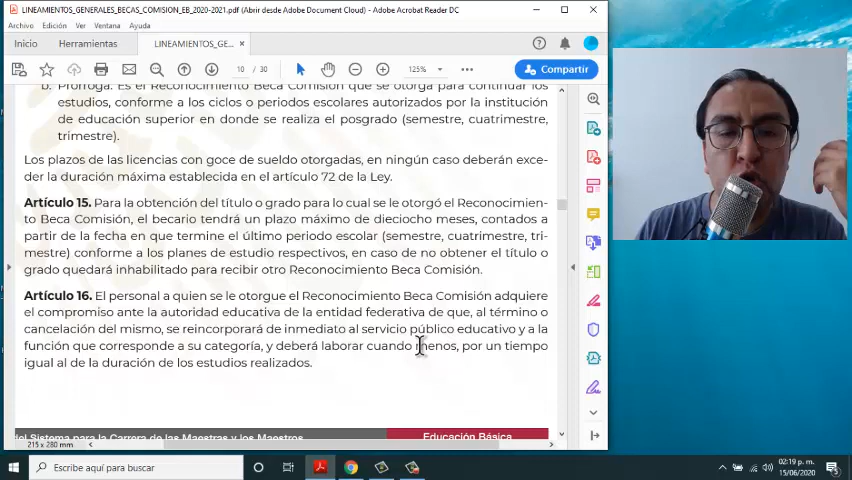 LINEAMIENTOS_GENERALES_BECAS_COMISION_EB_2020-2021.pdf (Abrir desde Adobe Document Cloud) - Adobe Acrobat Reader DC
Archivo Edición Ver Ventana Ayuda
Inicio Herramientas LINEAMIENTOS_GE... ×
10 / 30 125% Compartir
b. Prórroga. Es el Reconocimiento Beca Comisión que se otorga para continuar los
estudios, conforme a los ciclos o periodos escolares autorizados por la institución
de educación superior en donde se realiza el posgrado (semestre, cuatrimestre,
trimestre).
Los plazos de las licencias con goce de sueldo otorgadas, en ningún caso deberán exce-
der la duración máxima establecida en el artículo 72 de la Ley.
Artículo 15. Para la obtención del título o grado para lo cual se le otorgó el Reconocimien-
to Beca Comisión, el becario tendrá un plazo máximo de dieciocho meses, contados a
partir de la fecha en que termine el último periodo escolar (semestre, cuatrimestre, tri-
mestre) conforme a los planes de estudio respectivos, en caso de no obtener el título o
grado quedará inhabilitado para recibir otro Reconocimiento Beca Comisión.
Artículo 16. El personal a quien se le otorgue el Reconocimiento Beca Comisión adquiere
el compromiso ante la autoridad educativa de la entidad federativa de que, al término o
cancelación del mismo, se reincorporará de inmediato al servicio público educativo y a la
función que corresponde a su categoría, y deberá laborar cuando menos, por un tiempo
igual al de la duración de los estudios realizados.
del Sistema para la Carrera de las Maestras y los Maestros Educación Básica
215 x 280 mm
Escribe aquí para buscar
02:19 p. m.
15/06/2020